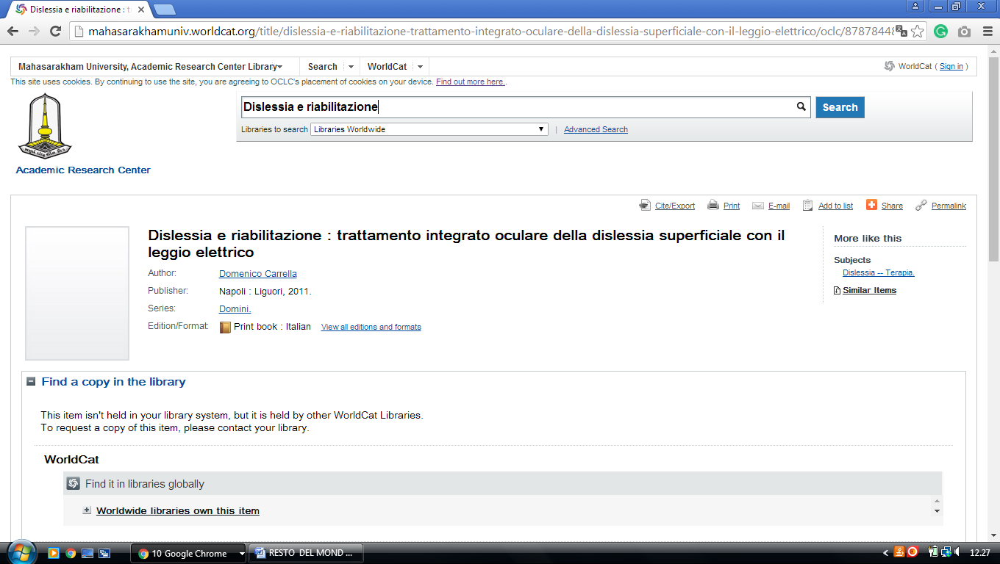 Dislessia e riabilitazione : t
mahasarakhamuniv.worldcat.org/title/dislessia-e-riabilitazione-trattamento-integrato-oculare-della-dislessia-superficiale-con-il-leggio-elettrico/oclc/87878448
Mahasarakham University, Academic Research Center Library
Search
WorldCat
WorldCat ( Sign in )
This site uses cookies. By continuing to use the site, you are agreeing to OCLC's placement of cookies on your device. Find out more here..
Dislessia e riabilitazione
Search
Libraries to search Libraries Worldwide | Advanced Search
Academic Research Center
Cite/Export Print E-mail Add to list Share Permalink
Dislessia e riabilitazione : trattamento integrato oculare della dislessia superficiale con il
leggio elettrico
Author: Domenico Carrella
Publisher: Napoli : Liguori, 2011.
Series: Domini.
Edition/Format: Print book : Italian View all editions and formats
More like this
Subjects
Dislessia -- Terapia.
Similar Items
Find a copy in the library
This item isn't held in your library system, but it is held by other WorldCat Libraries.
To request a copy of this item, please contact your library.
WorldCat
Find it in libraries globally
Worldwide libraries own this item
10 Google Chrome
RESTO DEL MOND ...
12.27